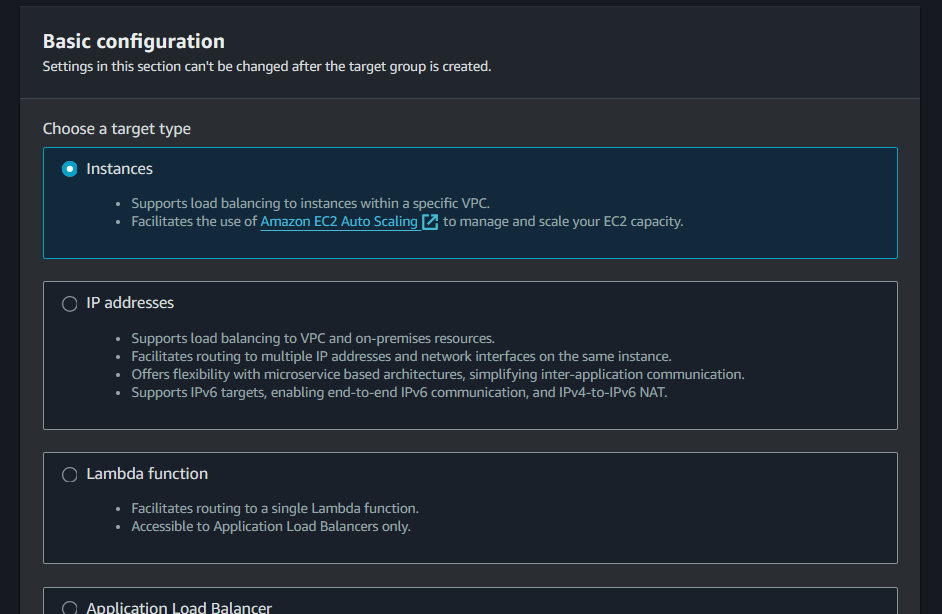 Basic configuration
Settings in this section can't be changed after the target group is created.
Choose a target type
Instances
Supports load balancing to instances within a specific VPC.
Facilitates the use of Amazon EC2 Auto Scaling to manage and scale your EC2 capacity.
IP addresses
Supports load balancing to VPC and on-premises resources.
Facilitates routing to multiple IP addresses and network interfaces on the same instance.
Offers flexibility with microservice based architectures, simplifying inter-application communication.
Supports IPv6 targets, enabling end-to-end IPv6 communication, and IPv4-to-IPv6 NAT.
Lambda function
Facilitates routing to a single Lambda function.
Accessible to Application Load Balancers only.
Application Load Balancer